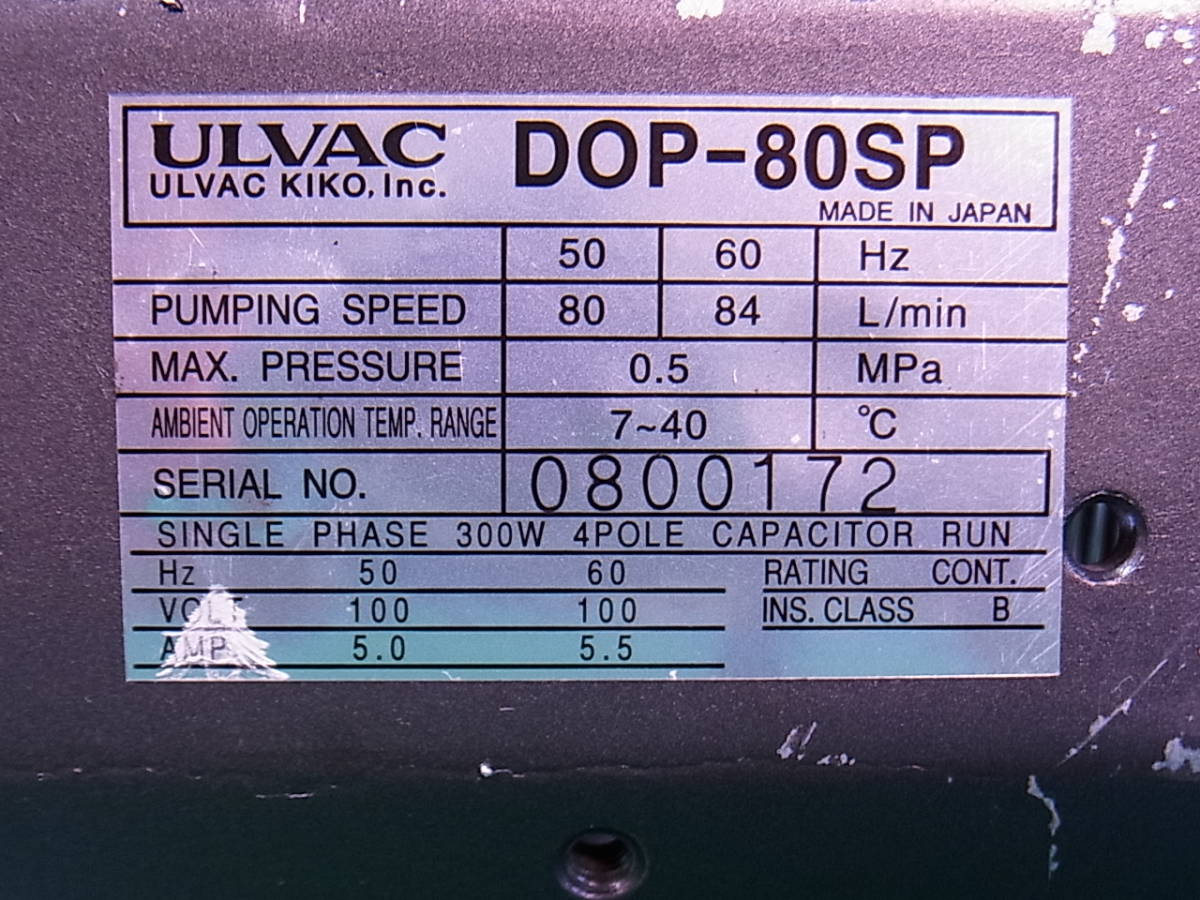 ULVAC DOP-80SP
ULVAC KIKO, Inc.
MADE IN JAPAN
50 60 Hz
PUMPING SPEED 80 84 L/min
MAX. PRESSURE 0.5 MPa
AMBIENT OPERATION TEMP. RANGE 7~40 ℃
SERIAL NO. 0800172
SINGLE PHASE 300W 4POLE CAPACITOR RUN
Hz 50 60 RATING CONT.
VOLT 100 100 INS. CLASS B
AMP. 5.0 5.5